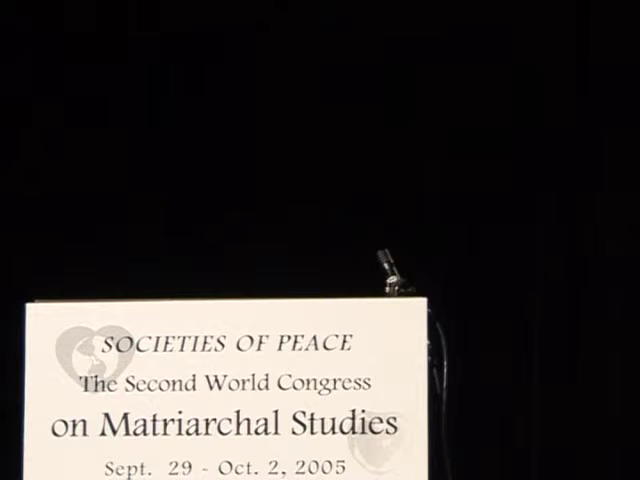 SOCIETIES OF PEACE
The Second World Congress
on Matriarchal Studies
Sept. 29 - Oct. 2, 2005